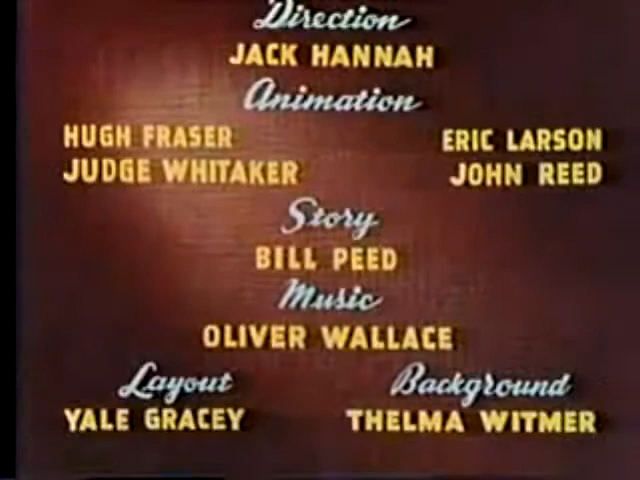 Direction
JACK HANNAH
Animation
HUGH FRASER ERIC LARSON
JUDGE WHITAKER JOHN REED
Story
BILL PEED
Music
OLIVER WALLACE
Layout Background
YALE GRACEY THELMA WITMER